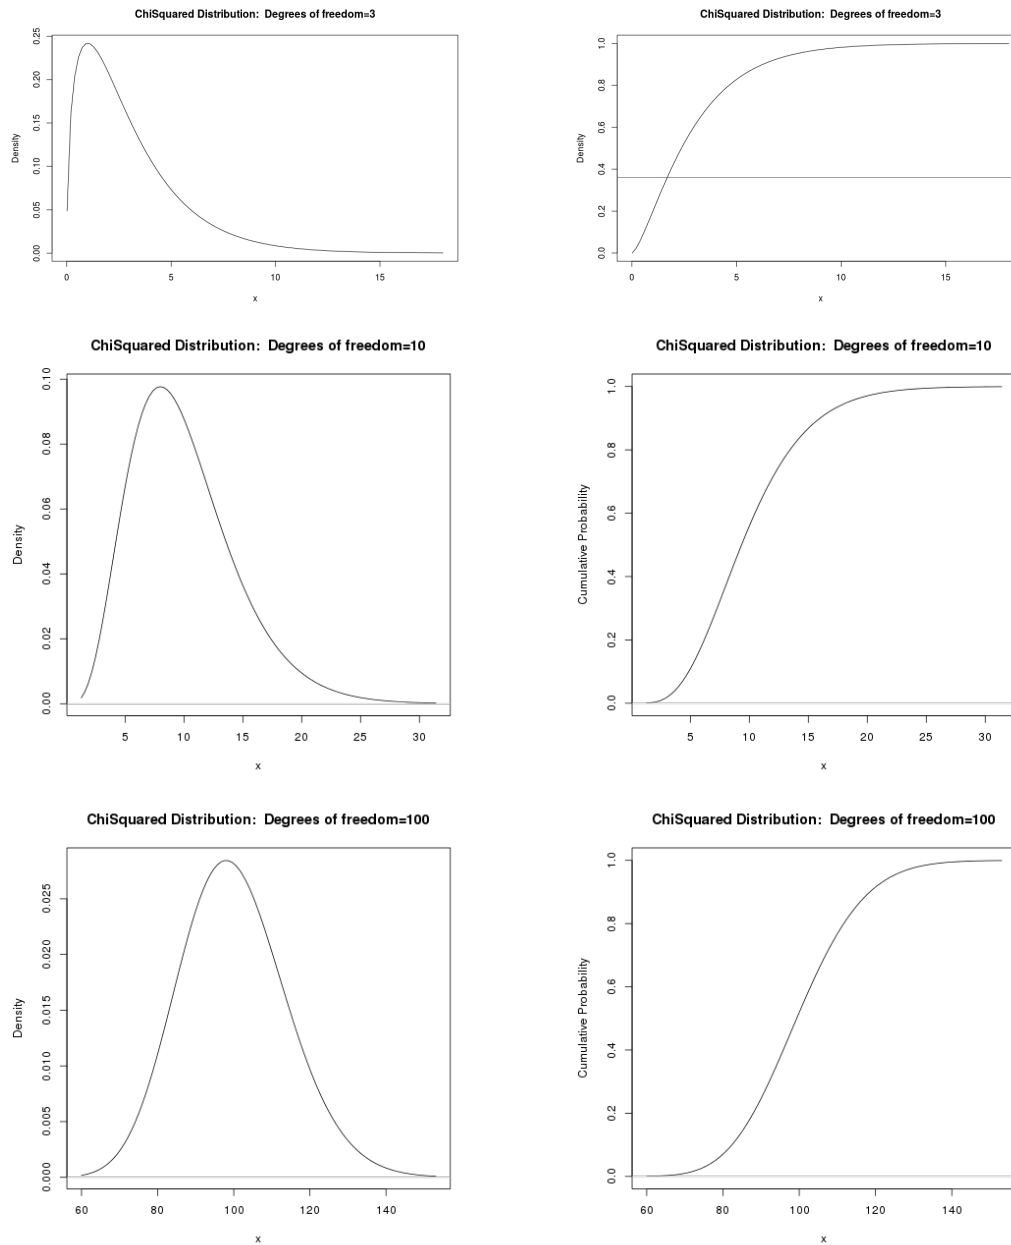 ChiSquared Distribution:  Degrees of freedom=3
Density
0.00 0.05 0.10 0.15 0.20 0.25
0 5 10 15
x
ChiSquared Distribution:  Degrees of freedom=3
Density
0.0 0.2 0.4 0.6 0.8 1.0
0 5 10 15
x
ChiSquared Distribution:  Degrees of freedom=10
Density
0.00 0.02 0.04 0.06 0.08 0.10
5 10 15 20 25 30
x
ChiSquared Distribution:  Degrees of freedom=10
Cumulative Probability
0.0 0.2 0.4 0.6 0.8 1.0
5 10 15 20 25 30
x
ChiSquared Distribution:  Degrees of freedom=100
Density
0.000 0.005 0.010 0.015 0.020 0.025
60 80 100 120 140
x
ChiSquared Distribution:  Degrees of freedom=100
Cumulative Probability
0.0 0.2 0.4 0.6 0.8 1.0
60 80 100 120 140
x